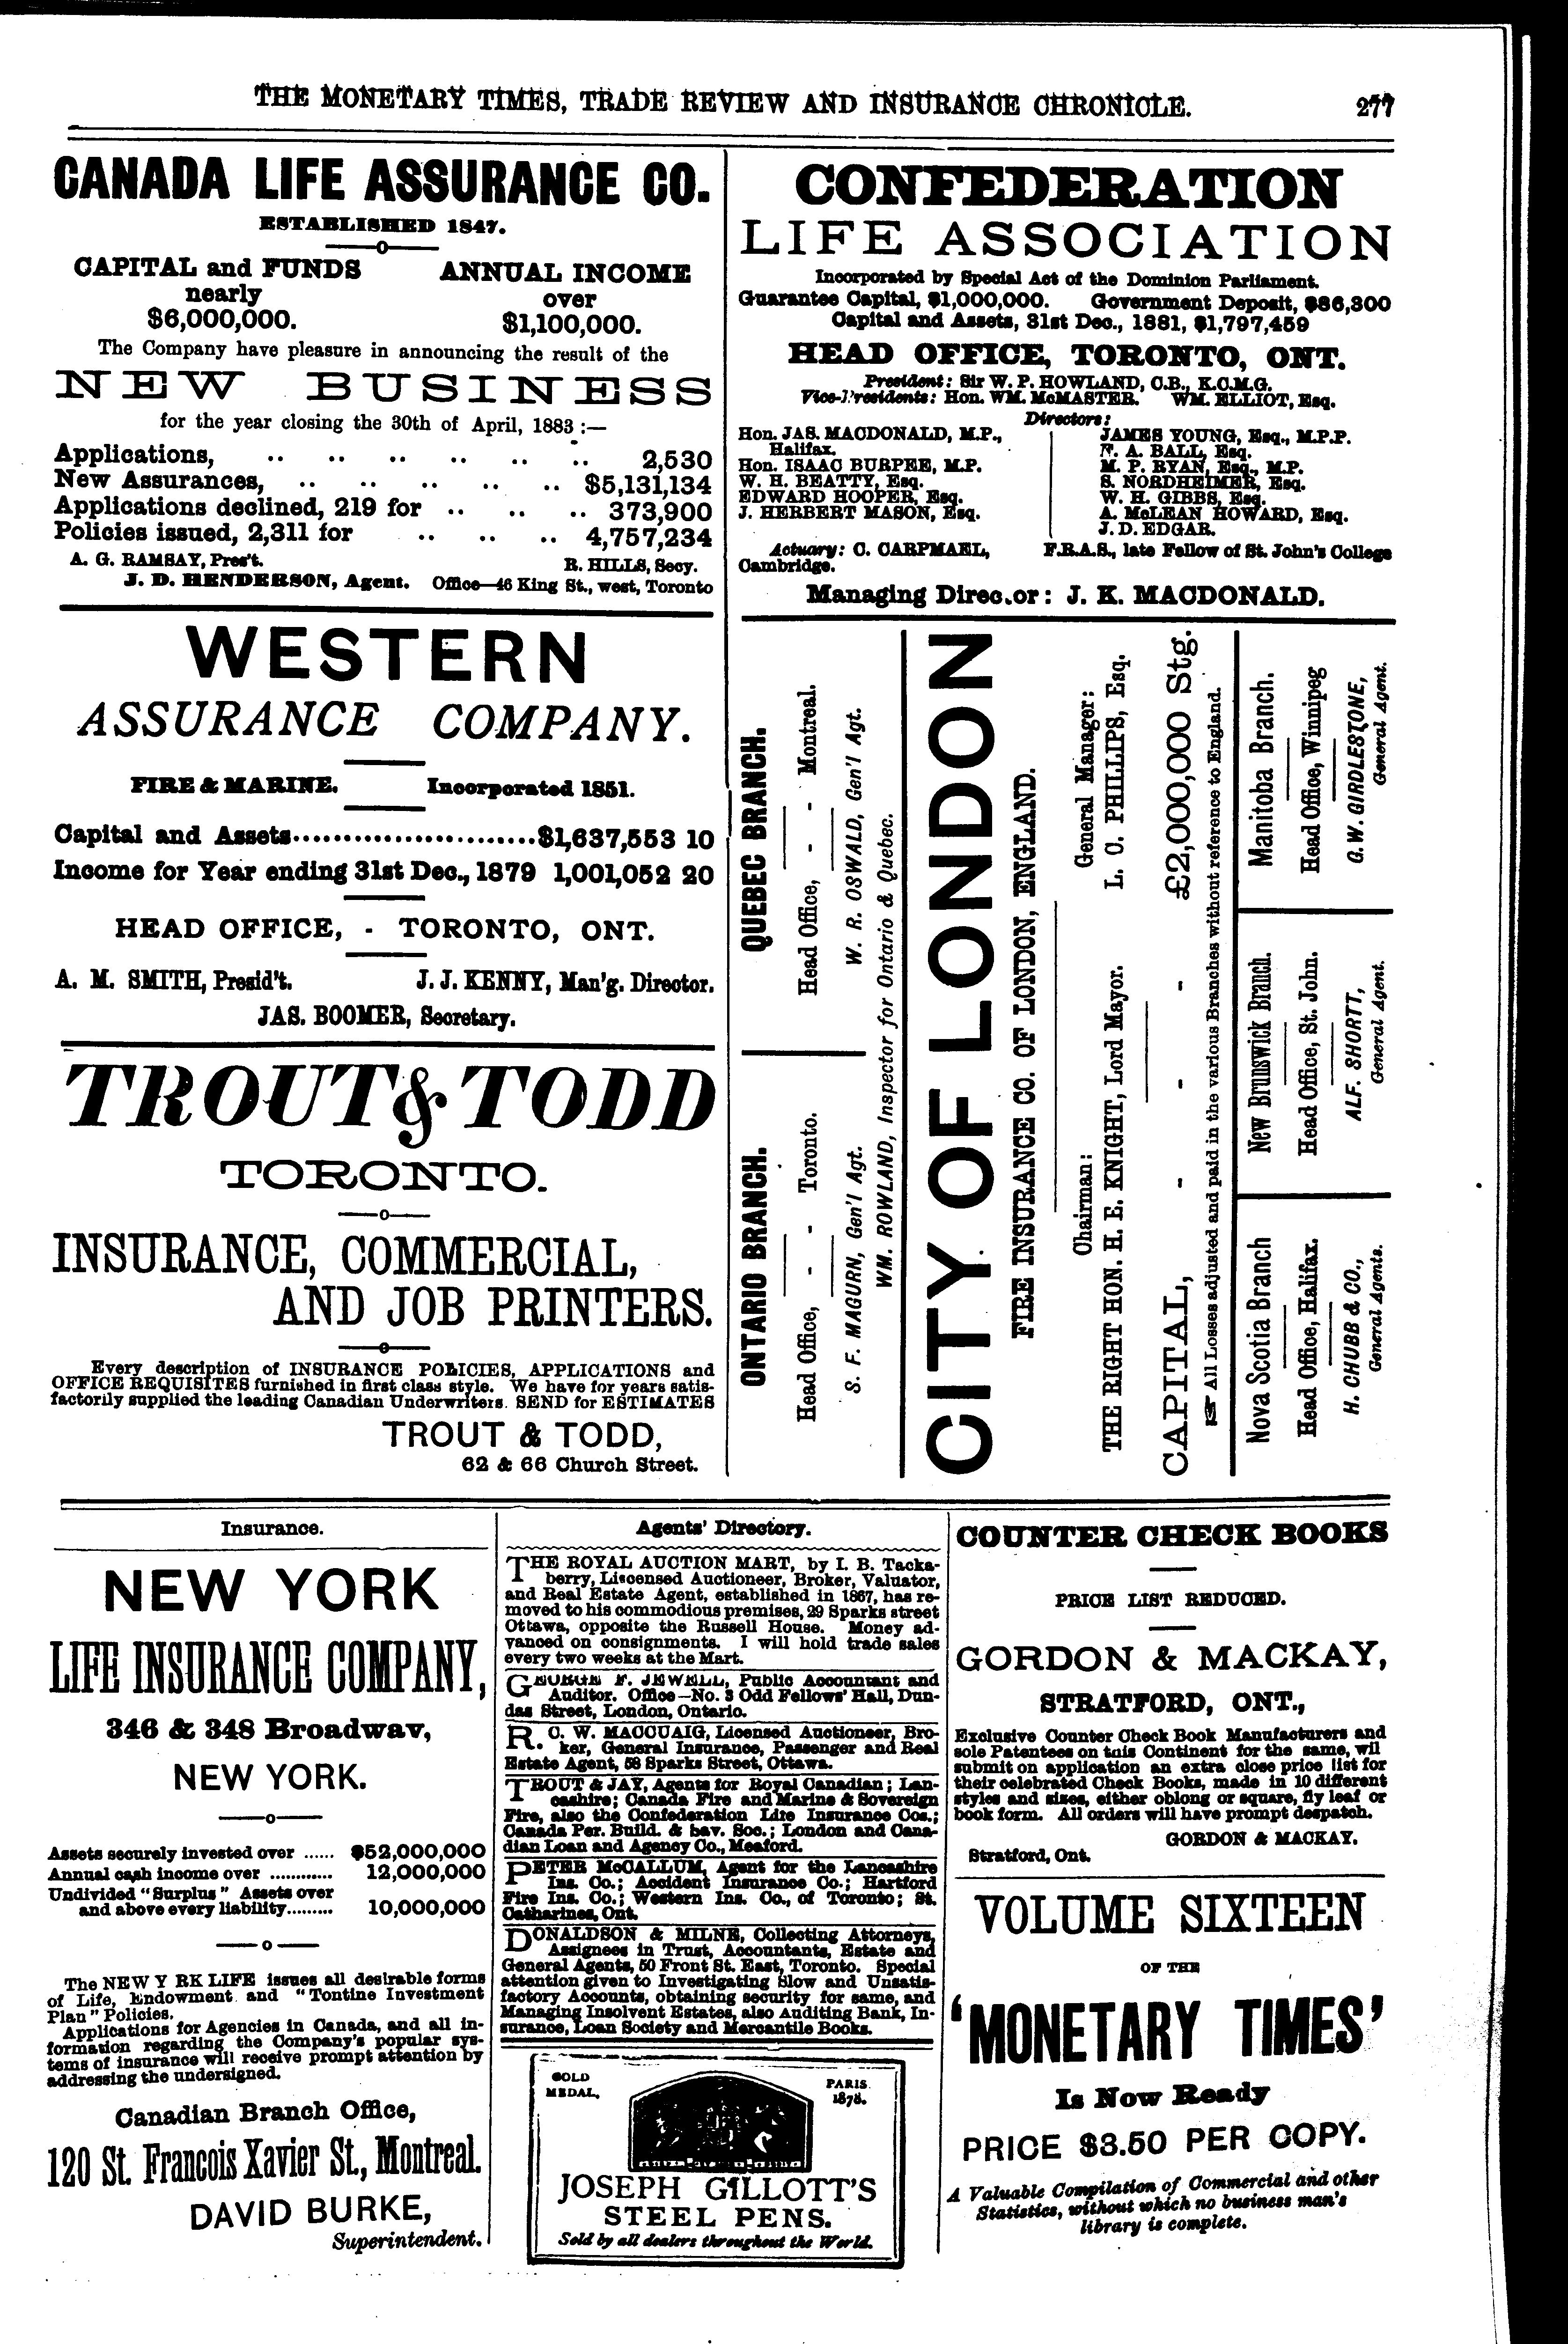 THE MONETARY TIMES, TRADE REVIEW AND INSURANCE CHRONICLE. 277
CANADA LIFE ASSURANCE CO.
ESTABLISHED 1847.
CAPITAL and FUNDS
nearly
$6,000,000.
ANNUAL INCOME
over
$1,100,000.
The Company have pleasure in announcing the result of the
NEW BUSINESS
for the year closing the 30th of April, 1883 :—
Applications, .. .. .. .. .. .. 2,530
New Assurances, .. .. .. .. .. $5,131,134
Applications declined, 219 for .. .. .. 373,900
Policies issued, 2,311 for .. .. .. 4,757,234
A. G. RAMSAY, Pres't. R. HILLS, Secy.
J. D. HENDERSON, Agent. Office—46 King St., west, Toronto
WESTERN
ASSURANCE COMPANY.
FIRE & MARINE. Incorporated 1851.
Capital and Assets........................$1,637,553 10
Income for Year ending 31st Dec., 1879 1,001,052 20
HEAD OFFICE, - TORONTO, ONT.
A. M. SMITH, Presid't. J. J. KENNY, Man'g. Director.
JAS. BOOMER, Secretary.
TROUT & TODD
TORONTO.
INSURANCE, COMMERCIAL,
AND JOB PRINTERS.
Every description of INSURANCE POLICIES, APPLICATIONS and
OFFICE REQUISITES furnished in first class style. We have for years satis-
factorily supplied the leading Canadian Underwriters. SEND for ESTIMATES
TROUT & TODD,
62 & 66 Church Street.
CONFEDERATION
LIFE ASSOCIATION
Incorporated by Special Act of the Dominion Parliament.
Guarantee Capital, $1,000,000. Government Deposit, $86,300
Capital and Assets, 31st Dec., 1881, $1,797,459
HEAD OFFICE, TORONTO, ONT.
President: Sir W. P. HOWLAND, C.B., K.C.M.G.
Vice-Presidents: Hon. WM. McMASTER. WM. ELLIOT, Esq.
Directors:
Hon. JAS. MACDONALD, M.P.,
Halifax.
Hon. ISAAC BURPEE, M.P.
W. H. BEATTY, Esq.
EDWARD HOOPER, Esq.
J. HERBERT MASON, Esq.
JAMES YOUNG, Esq., M.P.P.
F. A. BALL, Esq.
M. P. RYAN, Esq., M.P.
S. NORDHEIMER, Esq.
W. H. GIBBS, Esq.
A. McLEAN HOWARD, Esq.
J. D. EDGAR.
Actuary: C. CARPMAEL, F.R.A.S., late Fellow of St. John's College
Cambridge.
Managing Direc.or: J. K. MACDONALD.
ONTARIO BRANCH.
Head Office, - - Toronto.
S. F. MAGURN, Gen'l Agt.
QUEBEC BRANCH.
Head Office, - - Montreal.
W. R. OSWALD, Gen'l Agt.
WM. ROWLAND, Inspector for Ontario & Quebec.
CITY OF LONDON
FIRE INSURANCE CO. OF LONDON, ENGLAND.
Chairman: General Manager:
THE RIGHT HON. H. E. KNIGHT, Lord Mayor. L. C. PHILLIPS, Esq.
CAPITAL, - - - £2,000,000 Stg.
☞ All Losses adjusted and paid in the various Branches without reference to England.
Nova Scotia Branch
Head Office, Halifax.
H. CHUBB & CO.,
General Agents.
New Brunswick Branch.
Head Office, St. John.
ALF. SHORTT,
General Agent.
Manitoba Branch.
Head Office, Winnipeg
G. W. GIRDLESTONE,
General Agent.
Insurance.
NEW YORK
LIFE INSURANCE COMPANY,
346 & 348 Broadway,
NEW YORK.
Assets securely invested over ...... $52,000,000
Annual cash income over ............ 12,000,000
Undivided "Surplus" Assets over
and above every liability......... 10,000,000
The NEW Y RK LIFE issues all desirable forms
of Life, Endowment and "Tontine Investment
Plan" Policies.
Applications for Agencies in Canada, and all in-
formation regarding the Company's popular sys-
tems of insurance will receive prompt attention by
addressing the undersigned.
Canadian Branch Office,
120 St. Francois Xavier St., Montreal.
DAVID BURKE,
Superintendent.
Agents' Directory.
THE ROYAL AUCTION MART, by I. B. Tacka-
berry, Liscensed Auctioneer, Broker, Valuator,
and Real Estate Agent, established in 1867, has re-
moved to his commodious premises, 29 Sparks street
Ottawa, opposite the Russell House. Money ad-
vanced on consignments. I will hold trade sales
every two weeks at the Mart.
GEORGE F. JEWELL, Public Accountant and
Auditor. Office—No. 3 Odd Fellows' Hall, Dun-
das Street, London, Ontario.
R. C. W. MACCUAIG, Licensed Auctioneer, Bro-
ker, General Insurance, Passenger and Real
Estate Agent, 58 Sparks Street, Ottawa.
TROUT & JAY, Agents for Royal Canadian; Lan-
cashire; Canada Fire and Marine & Sovereign
Fire, also the Confederation Life Insurance Cos.;
Canada Per. Build. & Sav. Soc.; London and Cana-
dian Loan and Agency Co., Meaford.
PETER McCALLUM, Agent for the Lancashire
Ins. Co.; Accident Insurance Co.; Hartford
Fire Ins. Co.; Western Ins. Co., of Toronto; St.
Catharines, Ont.
DONALDSON & MILNE, Collecting Attorneys,
Assignees in Trust, Accountants, Estate and
General Agents, 50 Front St. East, Toronto. Special
attention given to Investigating Slow and Unsatis-
factory Accounts, obtaining security for same, and
Managing Insolvent Estates, also Auditing Bank, In-
surance, Loan Society and Mercantile Books.
GOLD
MEDAL,
PARIS
1878.
JOSEPH GILLOTT'S
STEEL PENS.
Sold by all dealers throughout the World.
COUNTER CHECK BOOKS
PRICE LIST REDUCED.
GORDON & MACKAY,
STRATFORD, ONT.,
Exclusive Counter Check Book Manufacturers and
sole Patentees on this Continent for the same, wil
submit on application an extra close price list for
their celebrated Check Books, made in 10 different
styles and sizes, either oblong or square, fly leaf or
book form. All orders will have prompt despatch.
GORDON & MACKAY.
Stratford, Ont.
VOLUME SIXTEEN
OF THE
'MONETARY TIMES'
Is Now Ready
PRICE $3.50 PER COPY.
A Valuable Compilation of Commercial and other
Statistics, without which no business man's
library is complete.